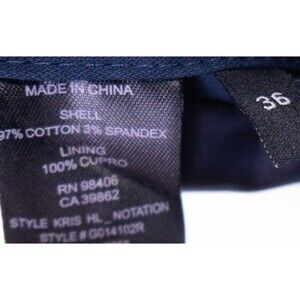 MADE IN CHINA
SHELL
97% COTTON 3% SPANDEX
LINING
100% CUPRO
RN 98406
CA 39862
STYLE KRIS HL_NOTATION
STYLE # G014102R
36